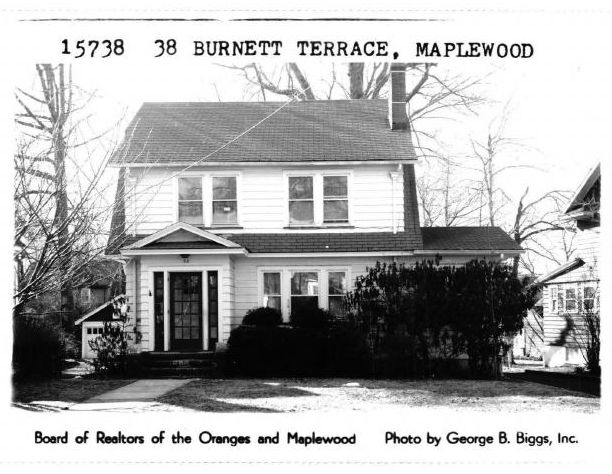 15738 38 BURNETT TERRACE, MAPLEWOOD
Board of Realtors of the Oranges and Maplewood Photo by George B. Biggs, Inc.